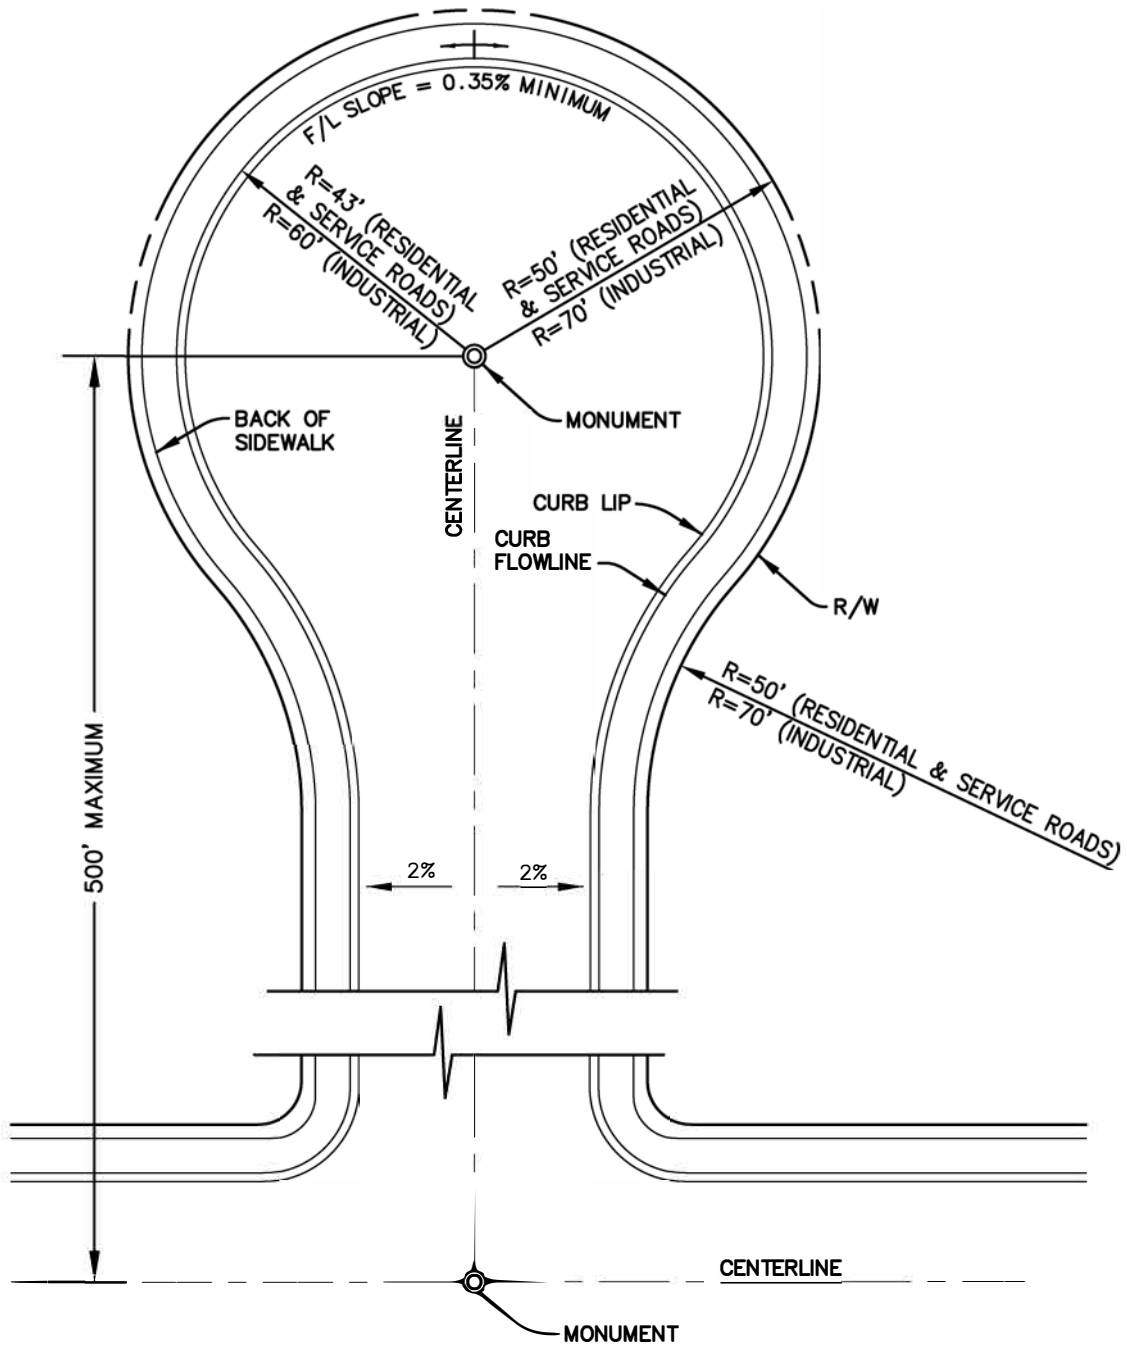 F/L SLOPE = 0.35% MINIMUM
R=43' (RESIDENTIAL
& SERVICE ROADS)
R=60' (INDUSTRIAL)
R=50' (RESIDENTIAL
& SERVICE ROADS)
R=70' (INDUSTRIAL)
BACK OF
SIDEWALK
MONUMENT
CENTERLINE
CURB LIP
CURB
FLOWLINE
R/W
R=50' (RESIDENTIAL & SERVICE ROADS)
R=70' (INDUSTRIAL)
500' MAXIMUM
2%
2%
CENTERLINE
MONUMENT